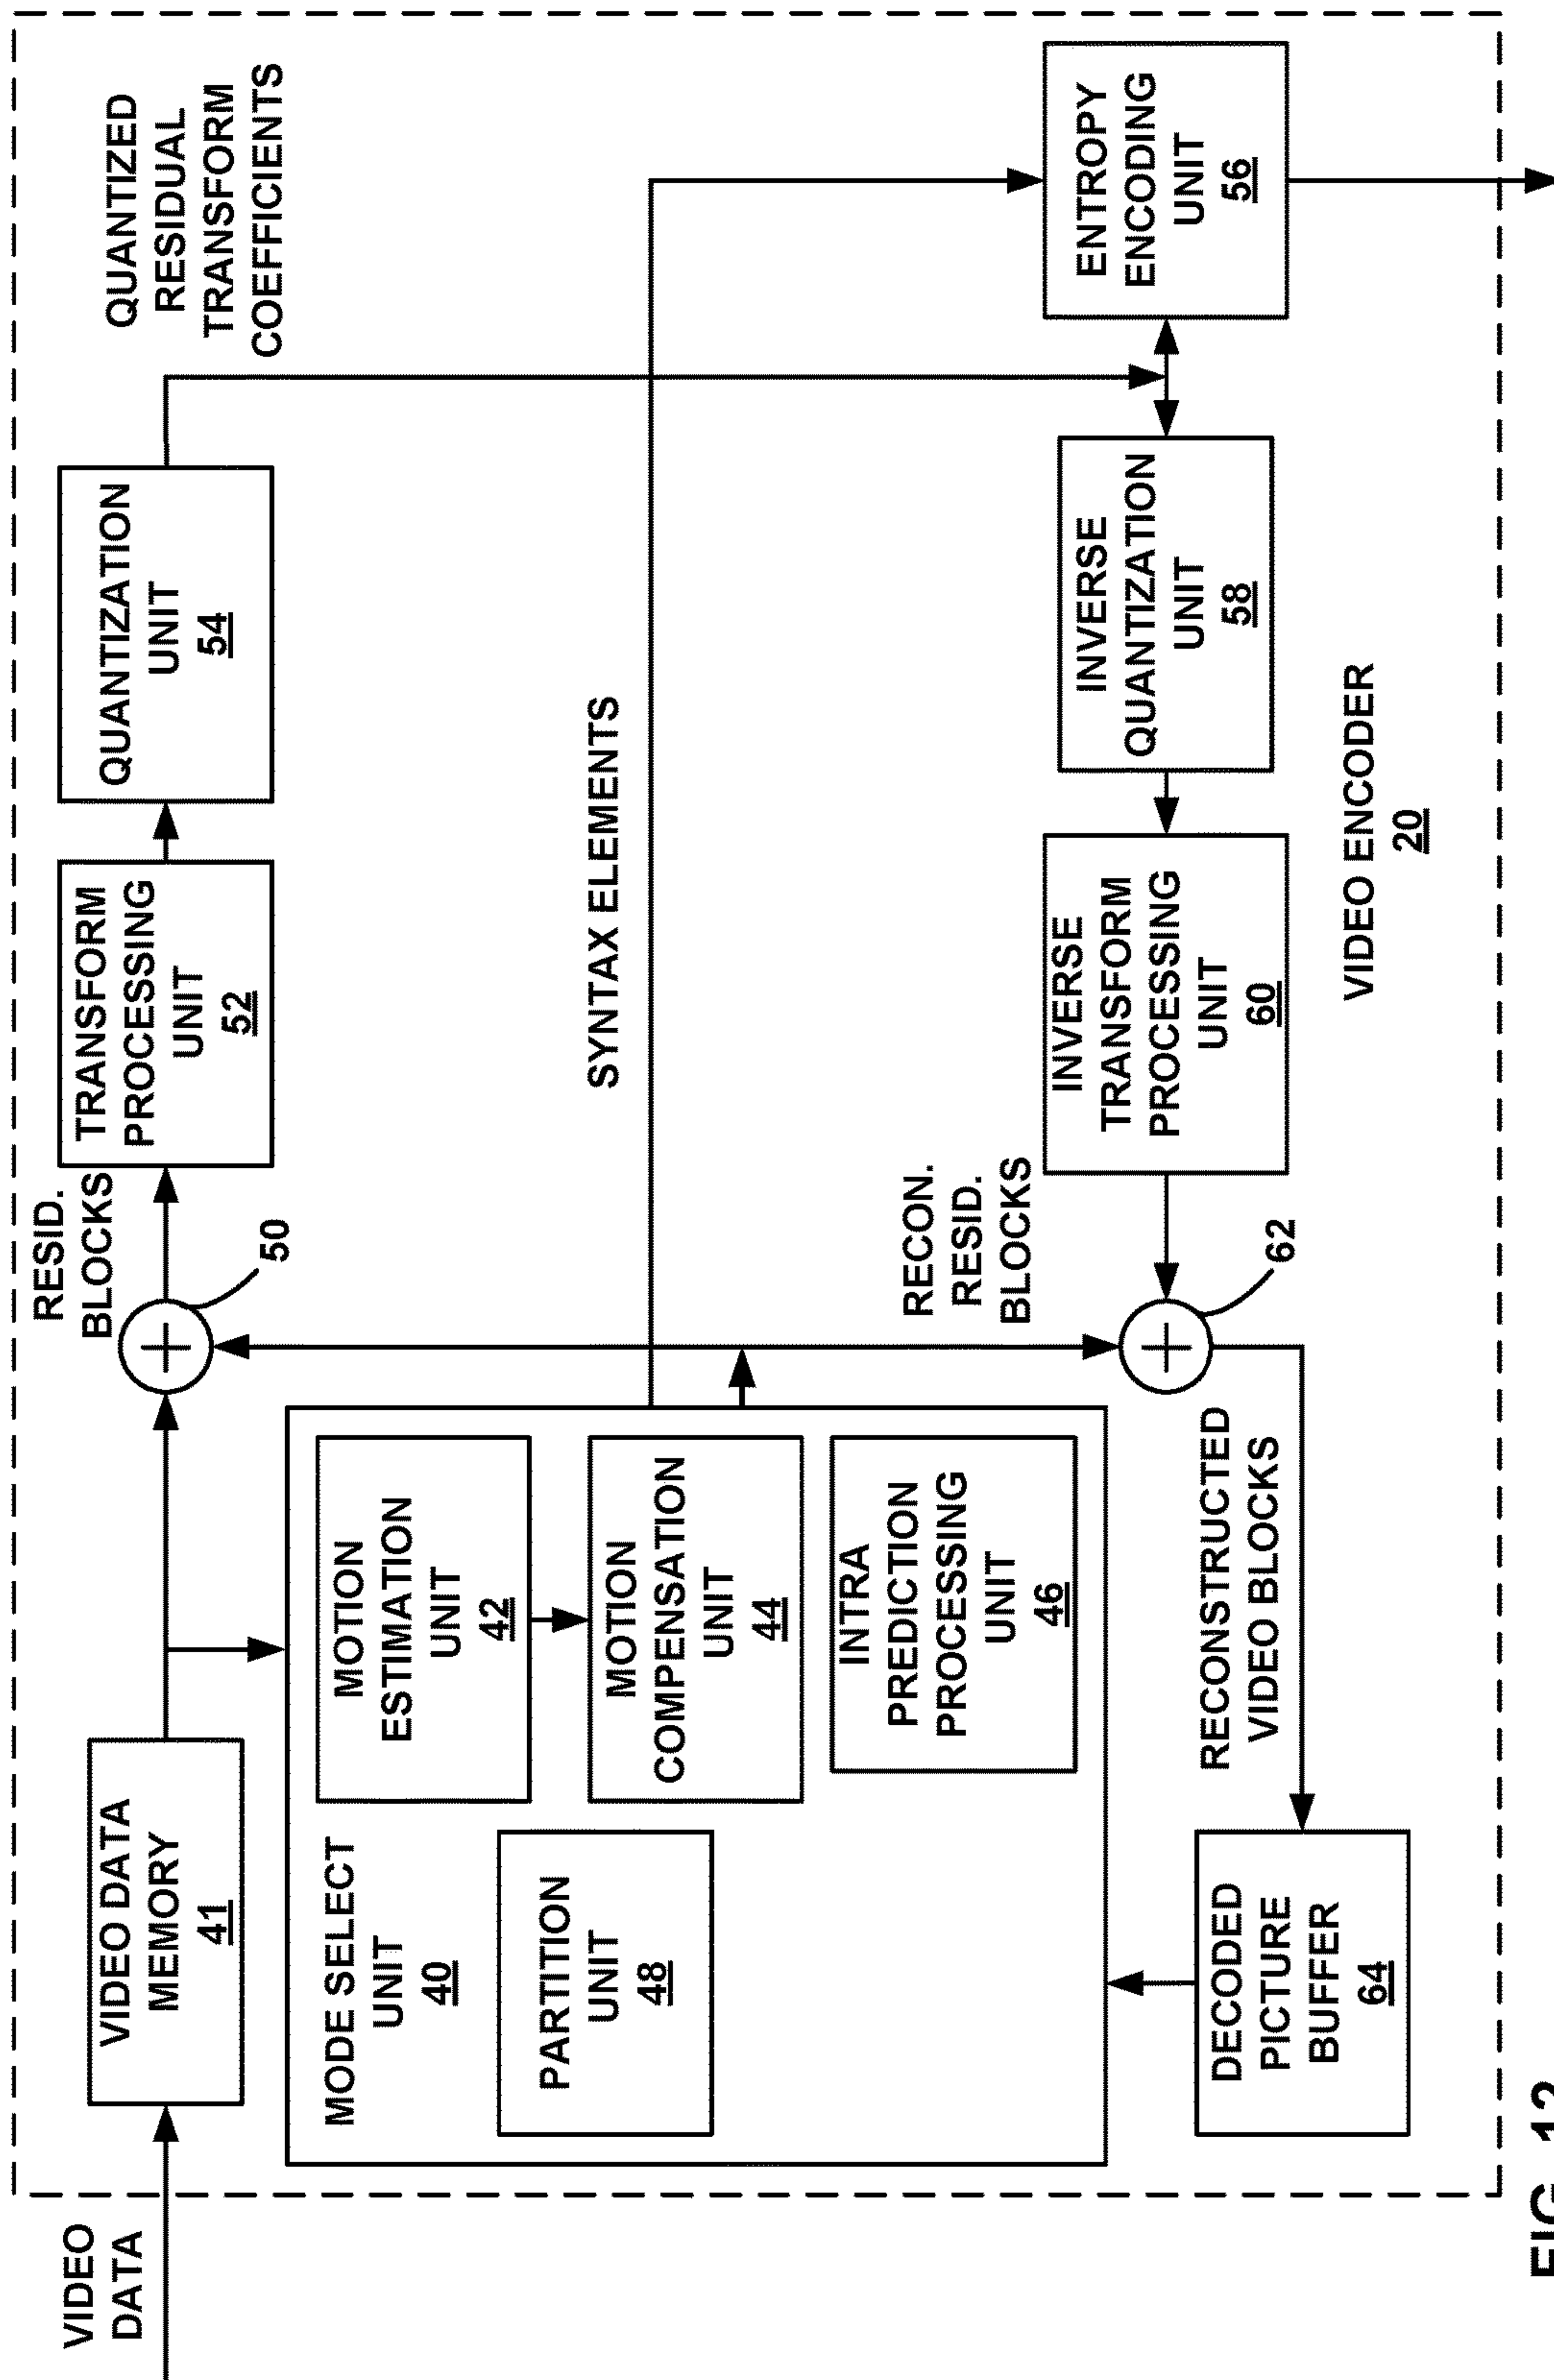 VIDEO
DATA
VIDEO DATA
MEMORY
41
MODE SELECT
UNIT
40
PARTITION
UNIT
48
MOTION
ESTIMATION
UNIT
42
MOTION
COMPENSATION
UNIT
44
INTRA
PREDICTION
PROCESSING
UNIT
46
DECODED
PICTURE
BUFFER
64
RECONSTRUCTED
VIDEO BLOCKS
RESID.
BLOCKS
50
TRANSFORM
PROCESSING
UNIT
52
QUANTIZATION
UNIT
54
QUANTIZED
RESIDUAL
TRANSFORM
COEFFICIENTS
SYNTAX ELEMENTS
RECON.
RESID.
BLOCKS
62
INVERSE
TRANSFORM
PROCESSING
UNIT
60
INVERSE
QUANTIZATION
UNIT
58
ENTROPY
ENCODING
UNIT
56
VIDEO ENCODER
20
FIG. 12